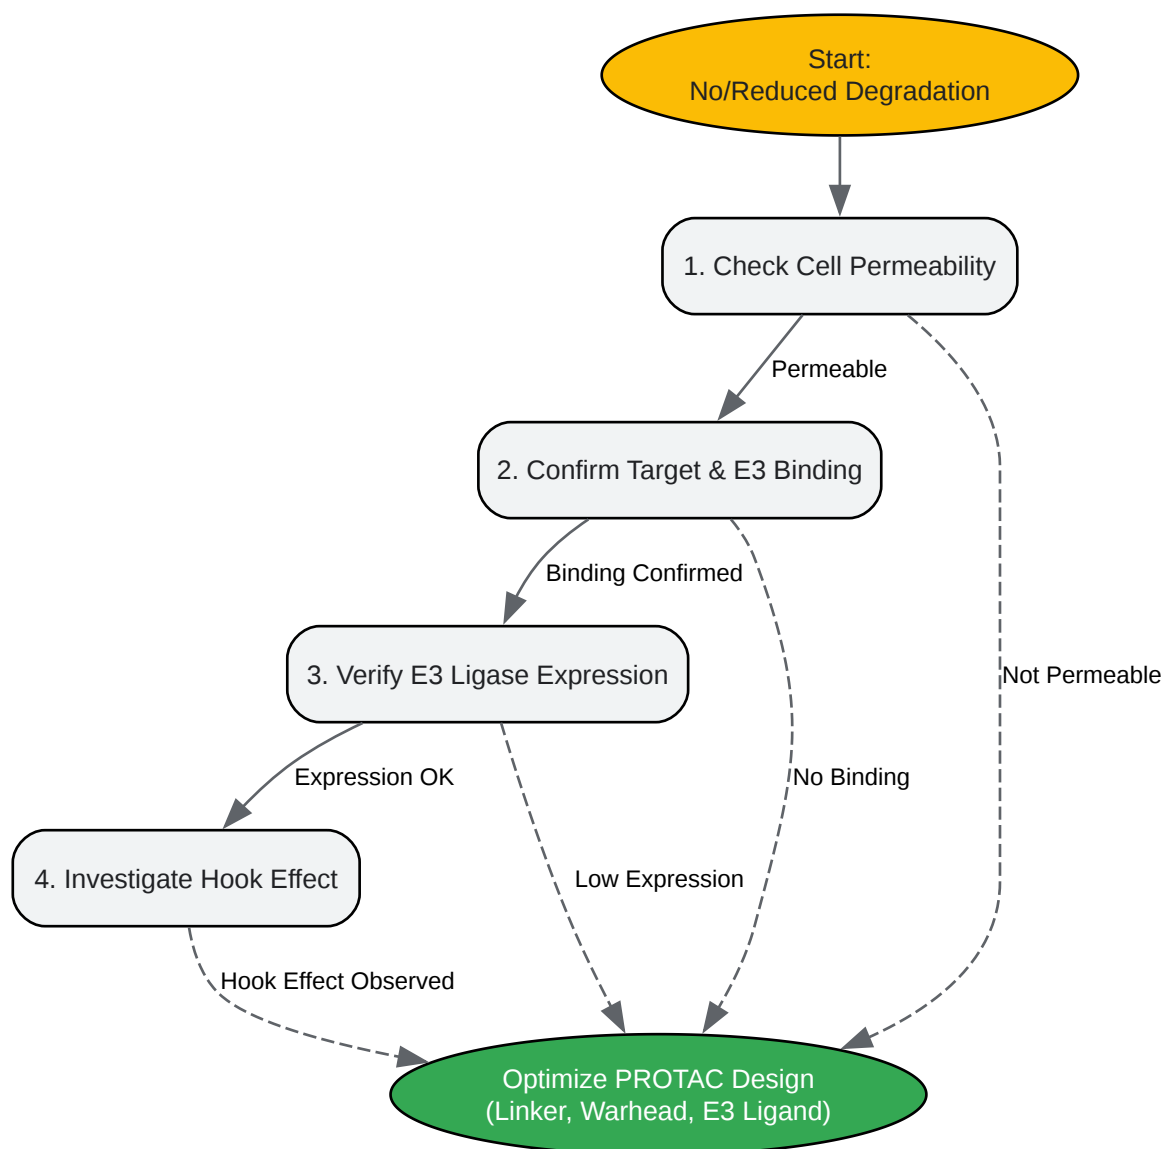 Start:
No/Reduced Degradation
1. Check Cell Permeability
Permeable
2. Confirm Target & E3 Binding
Binding Confirmed
3. Verify E3 Ligase Expression
Not Permeable
Expression OK
No Binding
4. Investigate Hook Effect
Low Expression
Hook Effect Observed
Optimize PROTAC Design
(Linker, Warhead, E3 Ligand)